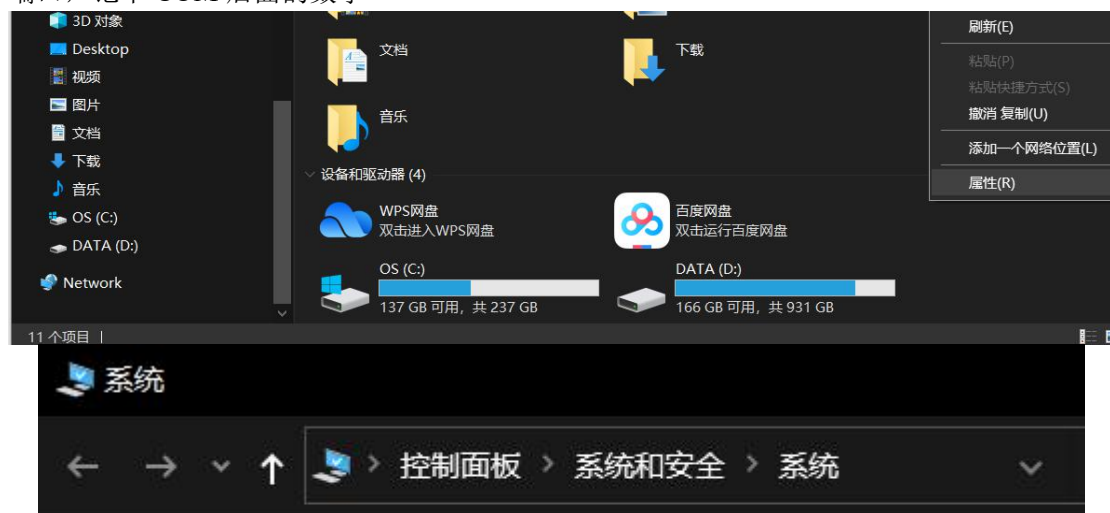 3D 对象
Desktop
视频
图片
文档
下载
音乐
OS (C:)
DATA (D:)
Network
文档
下载
音乐
设备和驱动器 (4)
WPS网盘
双击进入WPS网盘
百度网盘
双击运行百度网盘
OS (C:)
137 GB 可用, 共 237 GB
DATA (D:)
166 GB 可用, 共 931 GB
刷新(E)
粘贴(P)
粘贴快捷方式(S)
撤消 复制(U)
添加一个网络位置(L)
属性(R)
11 个项目
系统
控制面板 › 系统和安全 › 系统